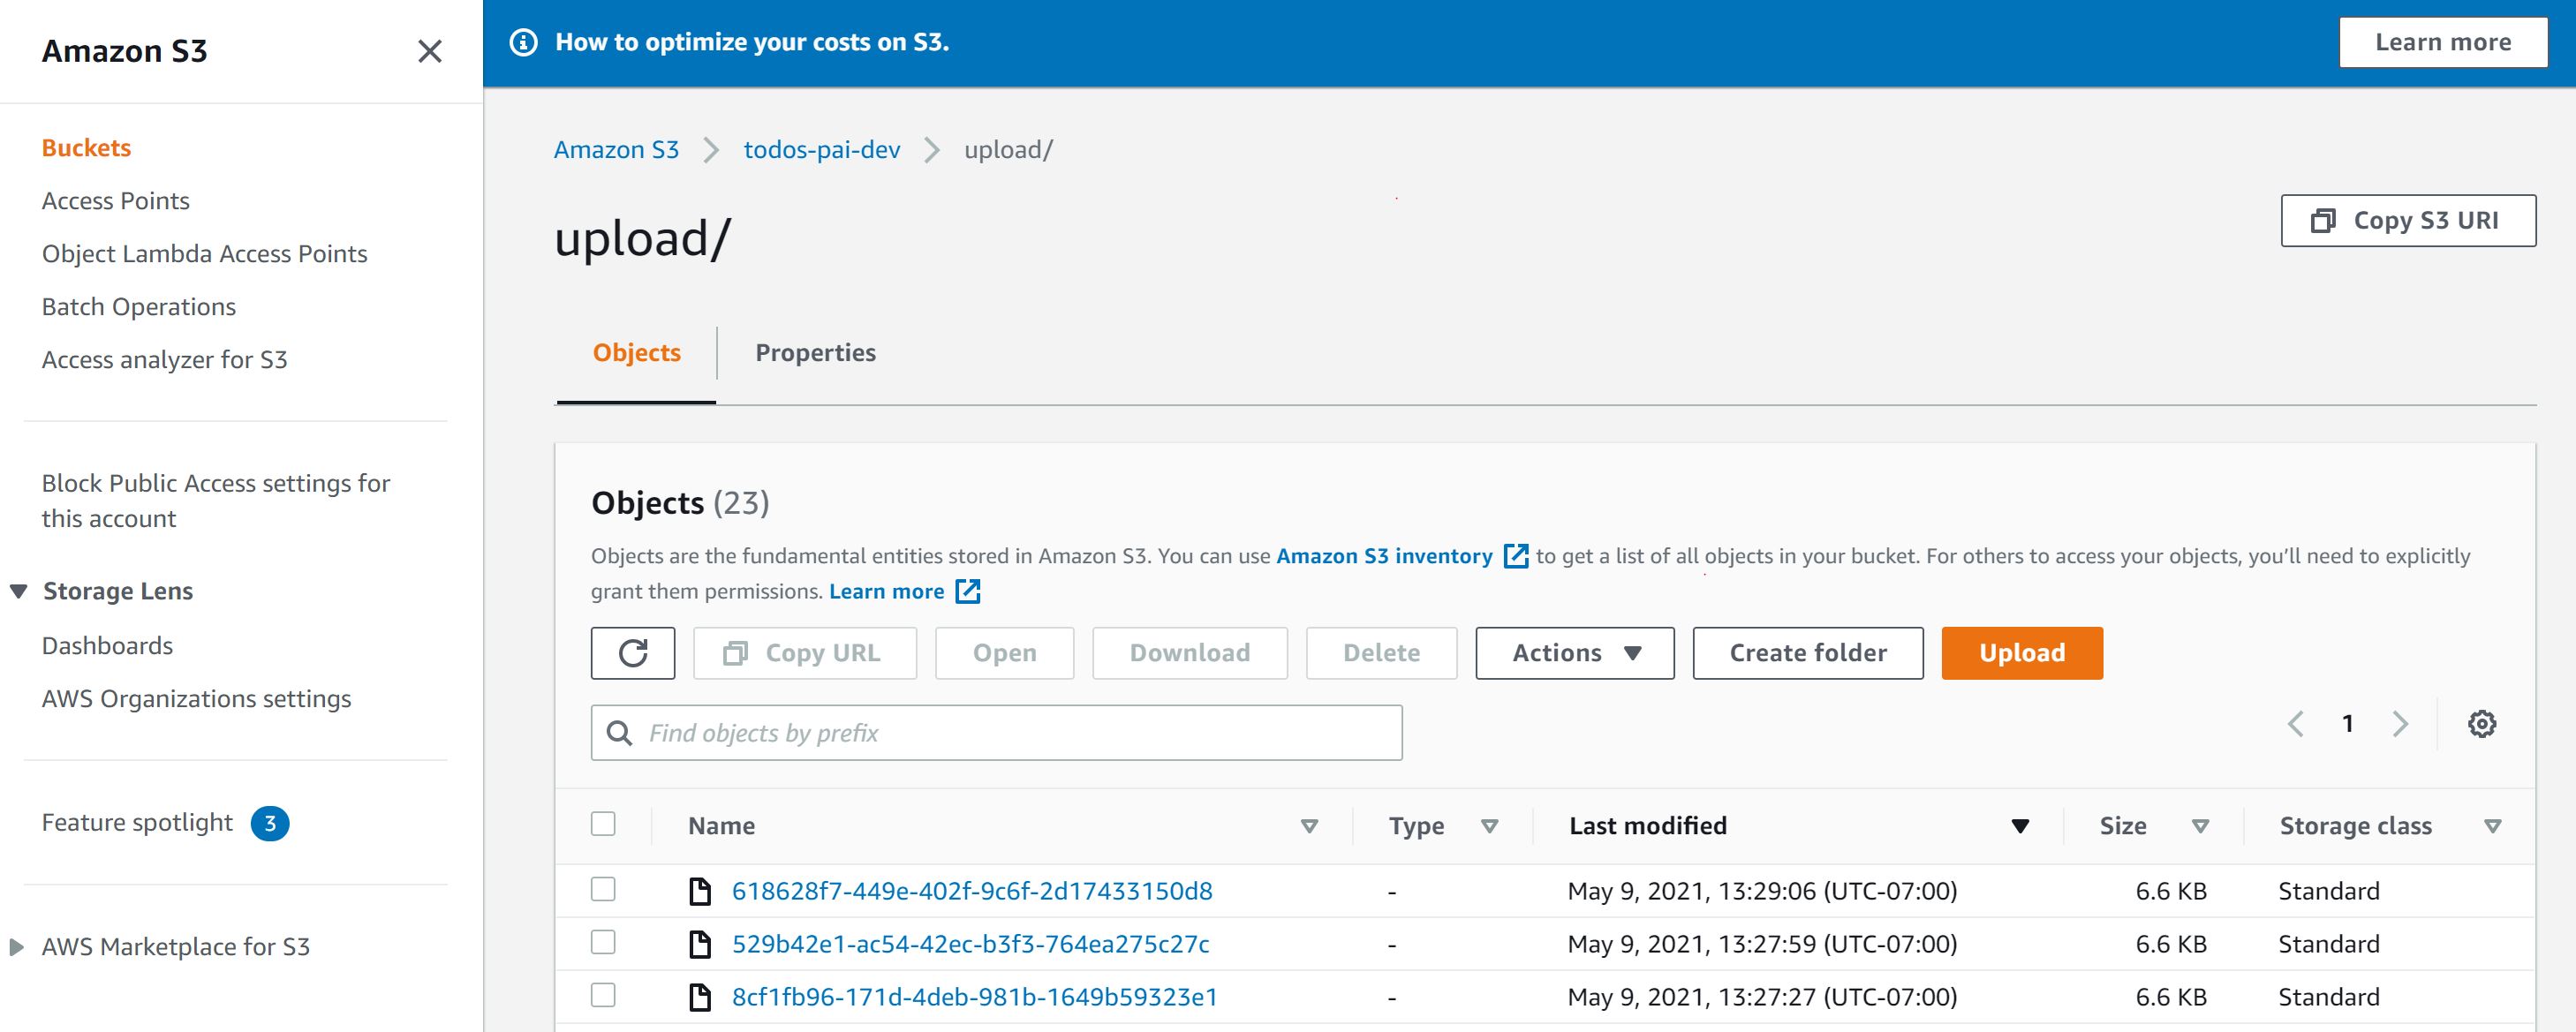 Amazon S3
Buckets
Access Points
Object Lambda Access Points
Batch Operations
Access analyzer for S3
Block Public Access settings for
this account
Storage Lens
Dashboards
AWS Organizations settings
Feature spotlight 3
AWS Marketplace for S3
How to optimize your costs on S3.
Learn more
Amazon S3 todos-pai-dev upload/
upload/
Copy S3 URI
Objects Properties
Objects (23)
Objects are the fundamental entities stored in Amazon S3. You can use Amazon S3 inventory to get a list of all objects in your bucket. For others to access your objects, you’ll need to explicitly
grant them permissions. Learn more
Copy URL Open Download Delete Actions Create folder Upload
Find objects by prefix
1
Name Type Last modified Size Storage class
618628f7-449e-402f-9c6f-2d17433150d8 - May 9, 2021, 13:29:06 (UTC-07:00) 6.6 KB Standard
529b42e1-ac54-42ec-b3f3-764ea275c27c - May 9, 2021, 13:27:59 (UTC-07:00) 6.6 KB Standard
8cf1fb96-171d-4deb-981b-1649b59323e1 - May 9, 2021, 13:27:27 (UTC-07:00) 6.6 KB Standard